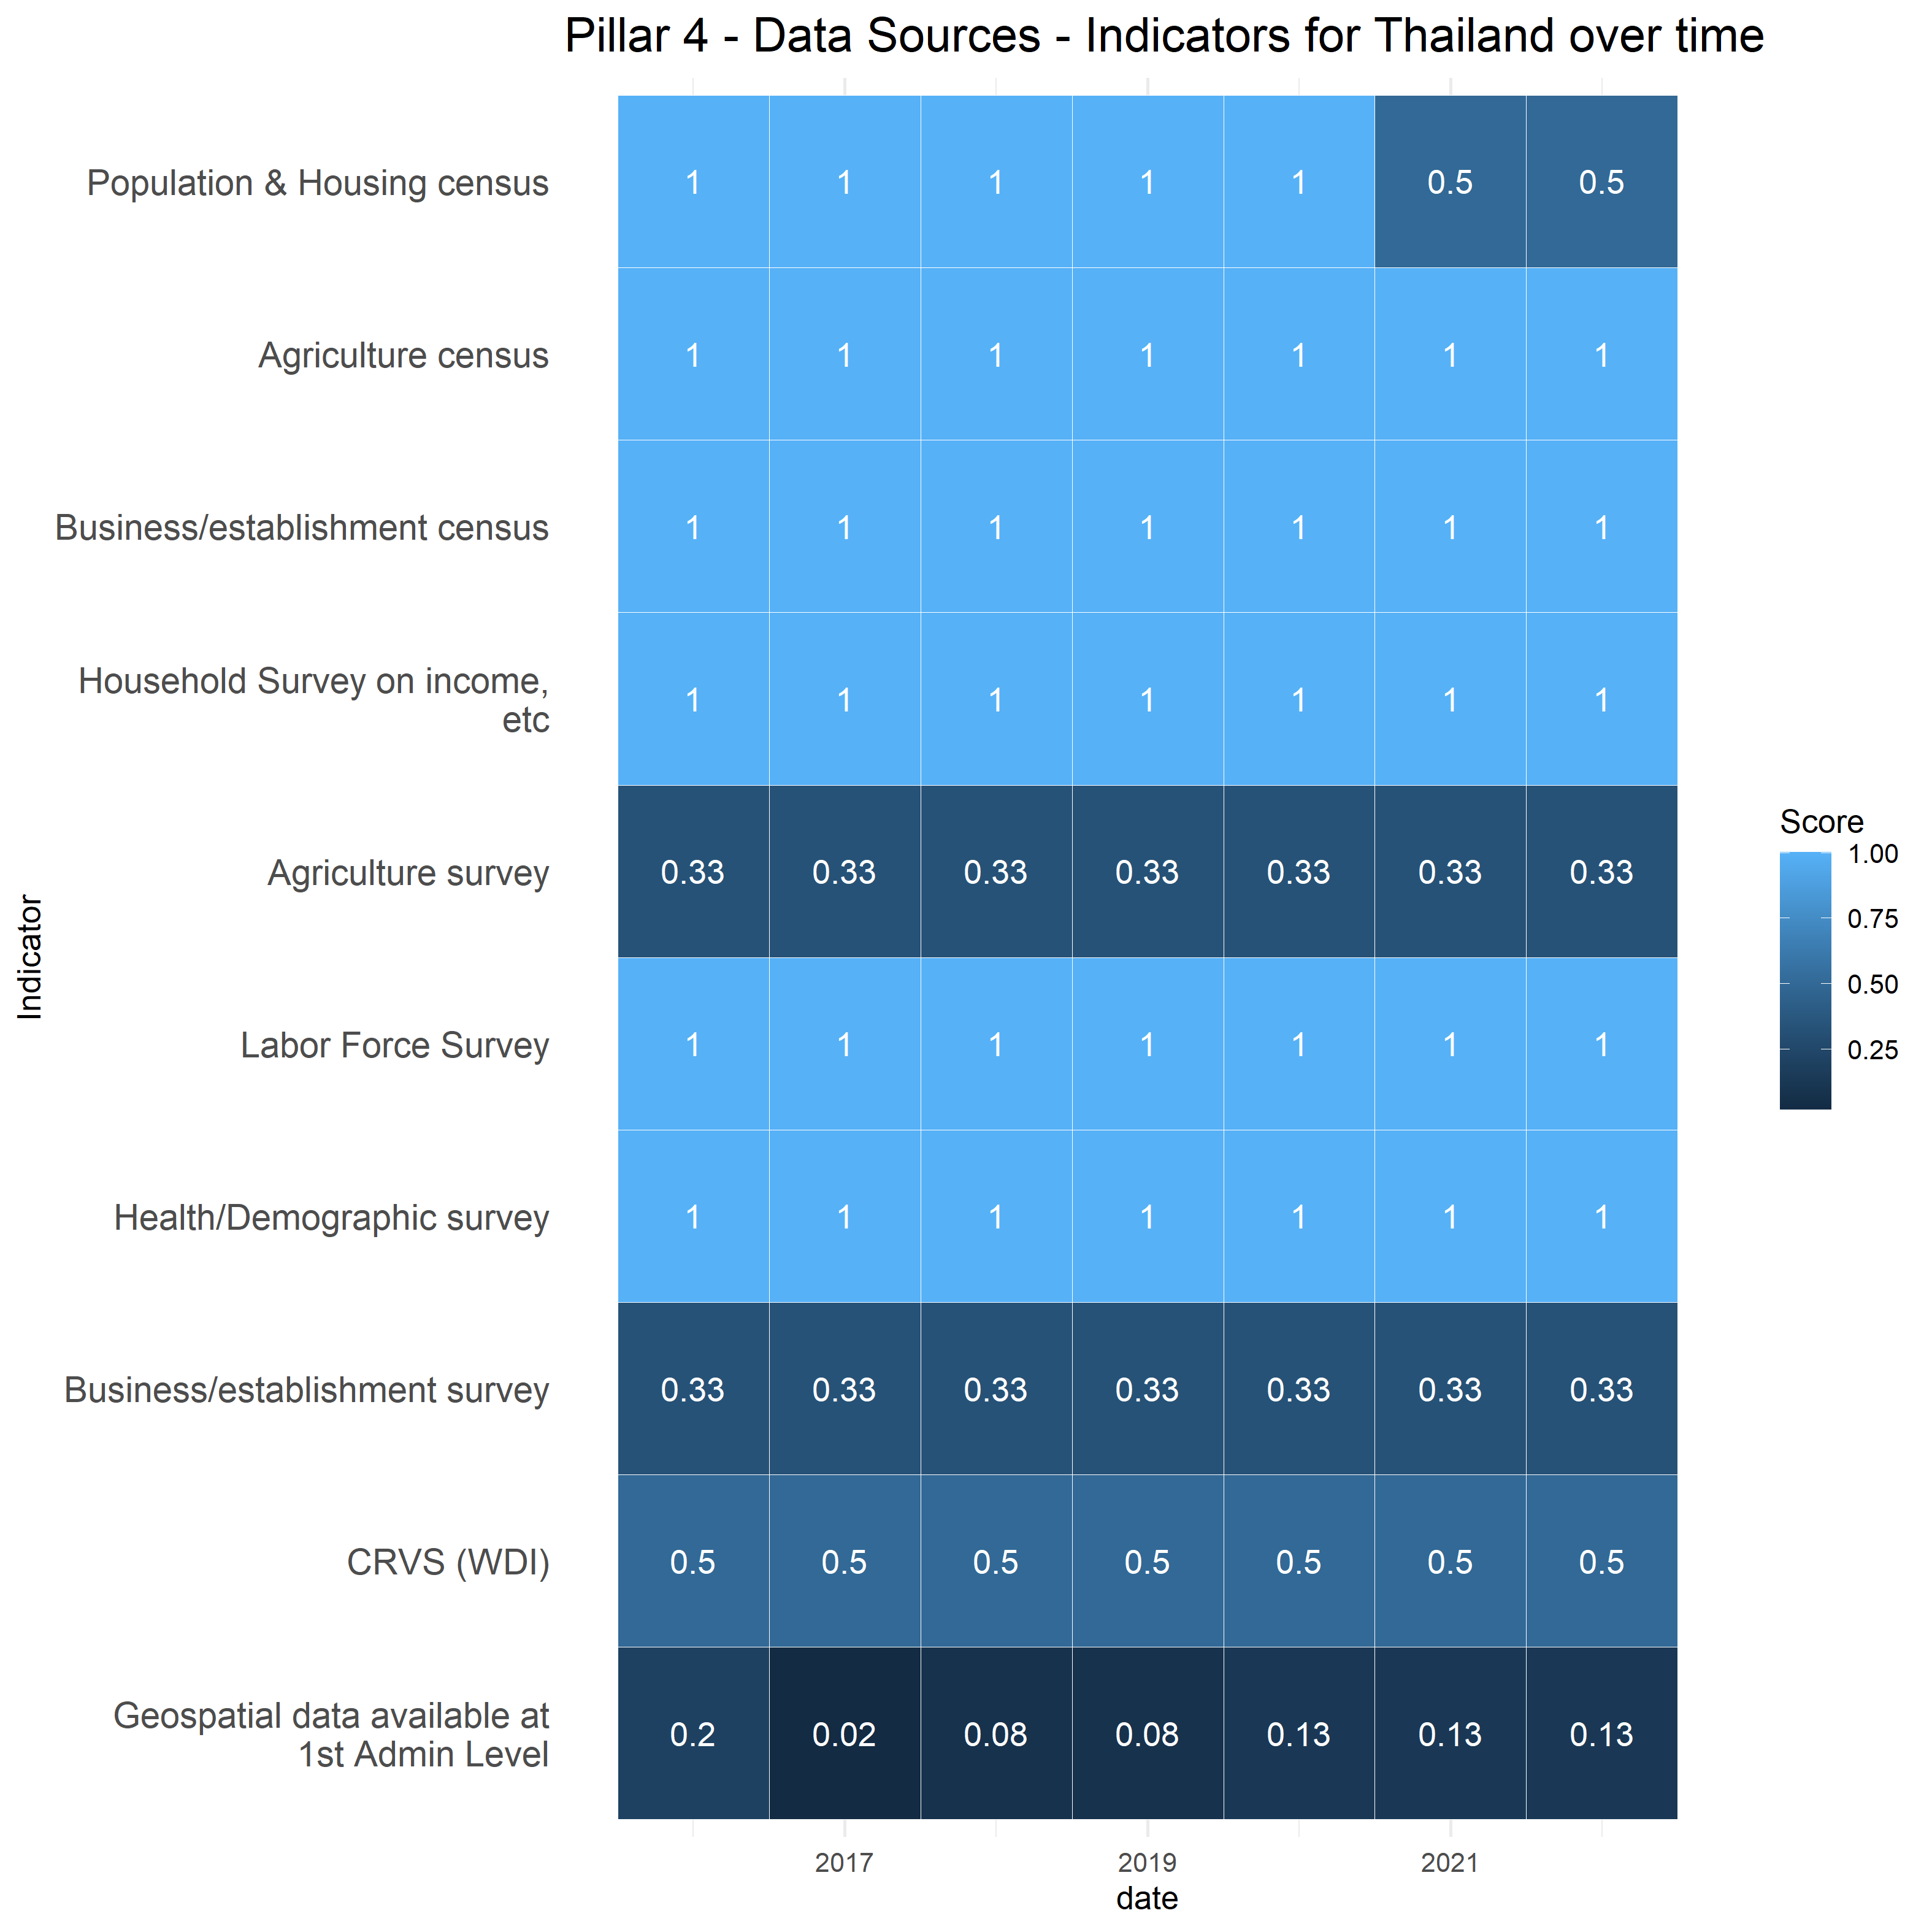 Pillar 4 - Data Sources - Indicators for Thailand over time
Population & Housing census
1 1 1 1 1 0.5 0.5
Agriculture census
1 1 1 1 1 1 1
Business/establishment census
1 1 1 1 1 1 1
Household Survey on income,
etc
1 1 1 1 1 1 1
Agriculture survey
0.33 0.33 0.33 0.33 0.33 0.33 0.33
Labor Force Survey
1 1 1 1 1 1 1
Health/Demographic survey
1 1 1 1 1 1 1
Business/establishment survey
0.33 0.33 0.33 0.33 0.33 0.33 0.33
CRVS (WDI)
0.5 0.5 0.5 0.5 0.5 0.5 0.5
Geospatial data available at
1st Admin Level
0.2 0.02 0.08 0.08 0.13 0.13 0.13
2017 2019 2021
date
Indicator
Score
1.00
0.75
0.50
0.25